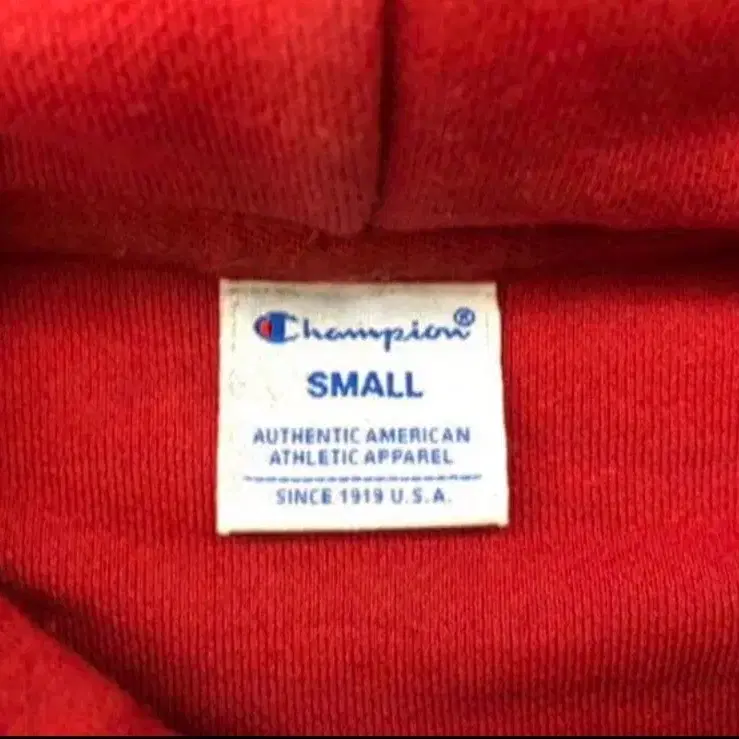 Champion®
SMALL
AUTHENTIC AMERICAN
ATHLETIC APPAREL
SINCE 1919 U.S.A.